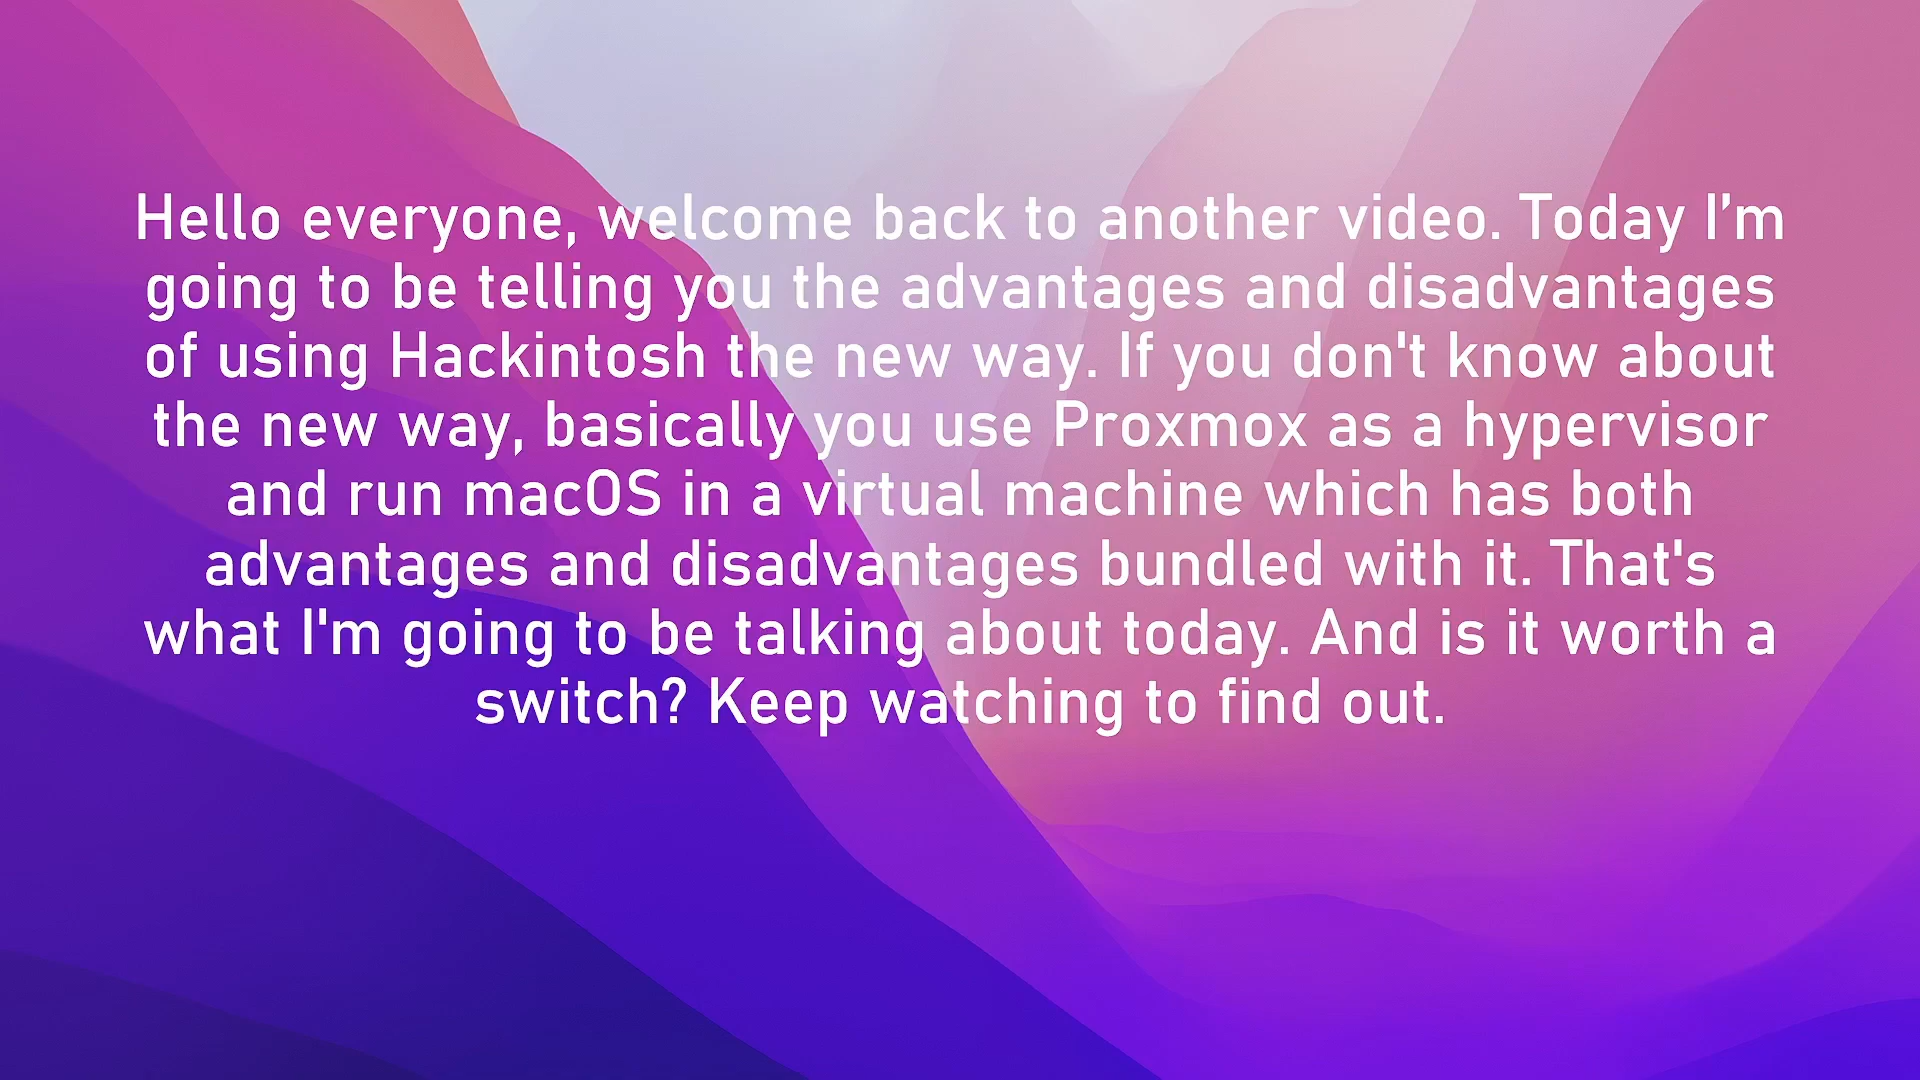 Hello everyone, welcome back to another video. Today I’m
going to be telling you the advantages and disadvantages
of using Hackintosh the new way. If you don't know about
the new way, basically you use Proxmox as a hypervisor
and run macOS in a virtual machine which has both
advantages and disadvantages bundled with it. That's
what I'm going to be talking about today. And is it worth a
switch? Keep watching to find out.